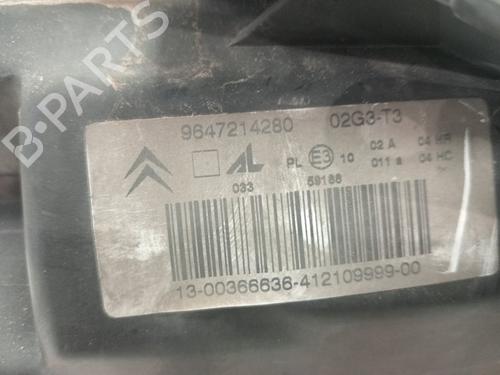 B-PARTS
9647214280 02G3-T3
AL PL E3 10 02 A 04 HR
033 59188 011 a 04 HC
13-00366636-412109999-00